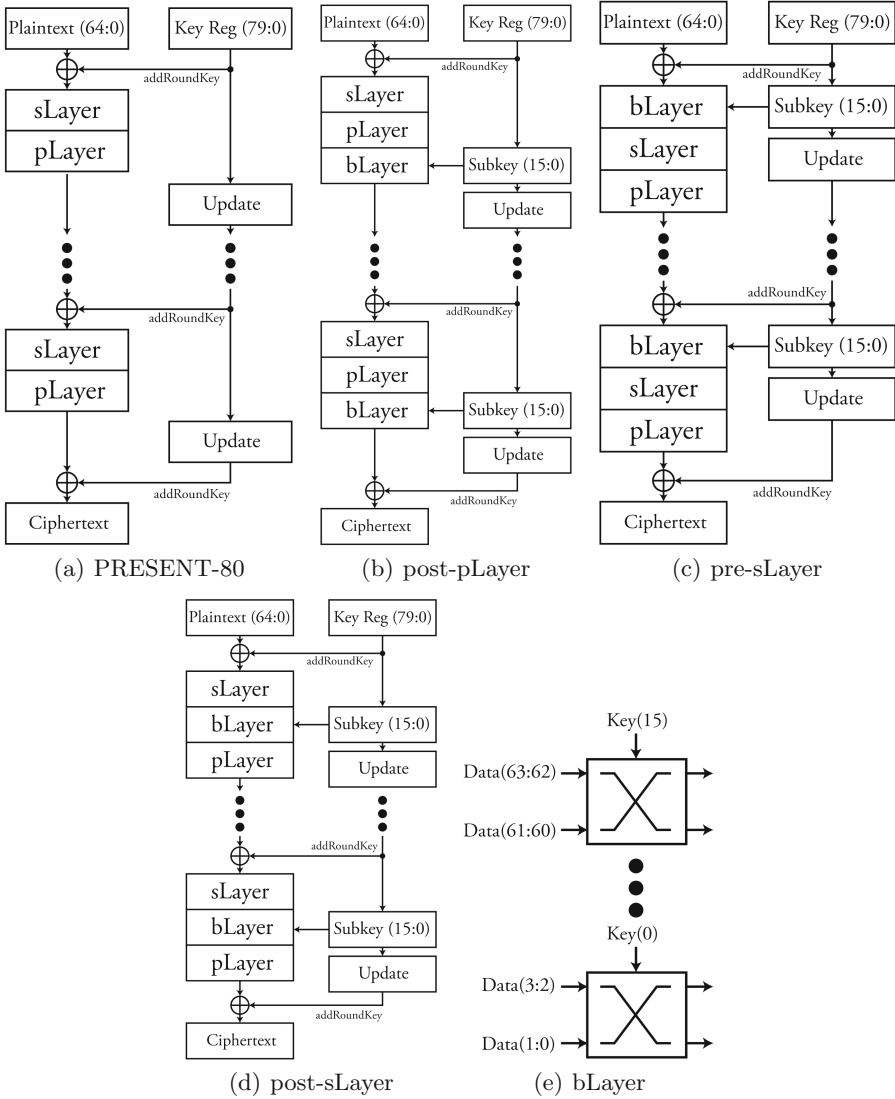 Plaintext (64:0)
Key Reg (79:0)
addRoundKey
sLayer
pLayer
Update
addRoundKey
sLayer
pLayer
Update
addRoundKey
Ciphertext
(a) PRESENT-80
Plaintext (64:0)
Key Reg (79:0)
addRoundKey
sLayer
pLayer
bLayer
Subkey (15:0)
Update
addRoundKey
sLayer
pLayer
bLayer
Subkey (15:0)
Update
addRoundKey
Ciphertext
(b) post-pLayer
Plaintext (64:0)
Key Reg (79:0)
addRoundKey
bLayer
Subkey (15:0)
sLayer
Update
pLayer
addRoundKey
bLayer
Subkey (15:0)
sLayer
Update
pLayer
addRoundKey
Ciphertext
(c) pre-sLayer
Plaintext (64:0)
Key Reg (79:0)
addRoundKey
sLayer
bLayer
Subkey (15:0)
pLayer
Update
addRoundKey
sLayer
bLayer
Subkey (15:0)
pLayer
Update
addRoundKey
Ciphertext
(d) post-sLayer
Key(15)
Data(63:62)
Data(61:60)
Key(0)
Data(3:2)
Data(1:0)
(e) bLayer